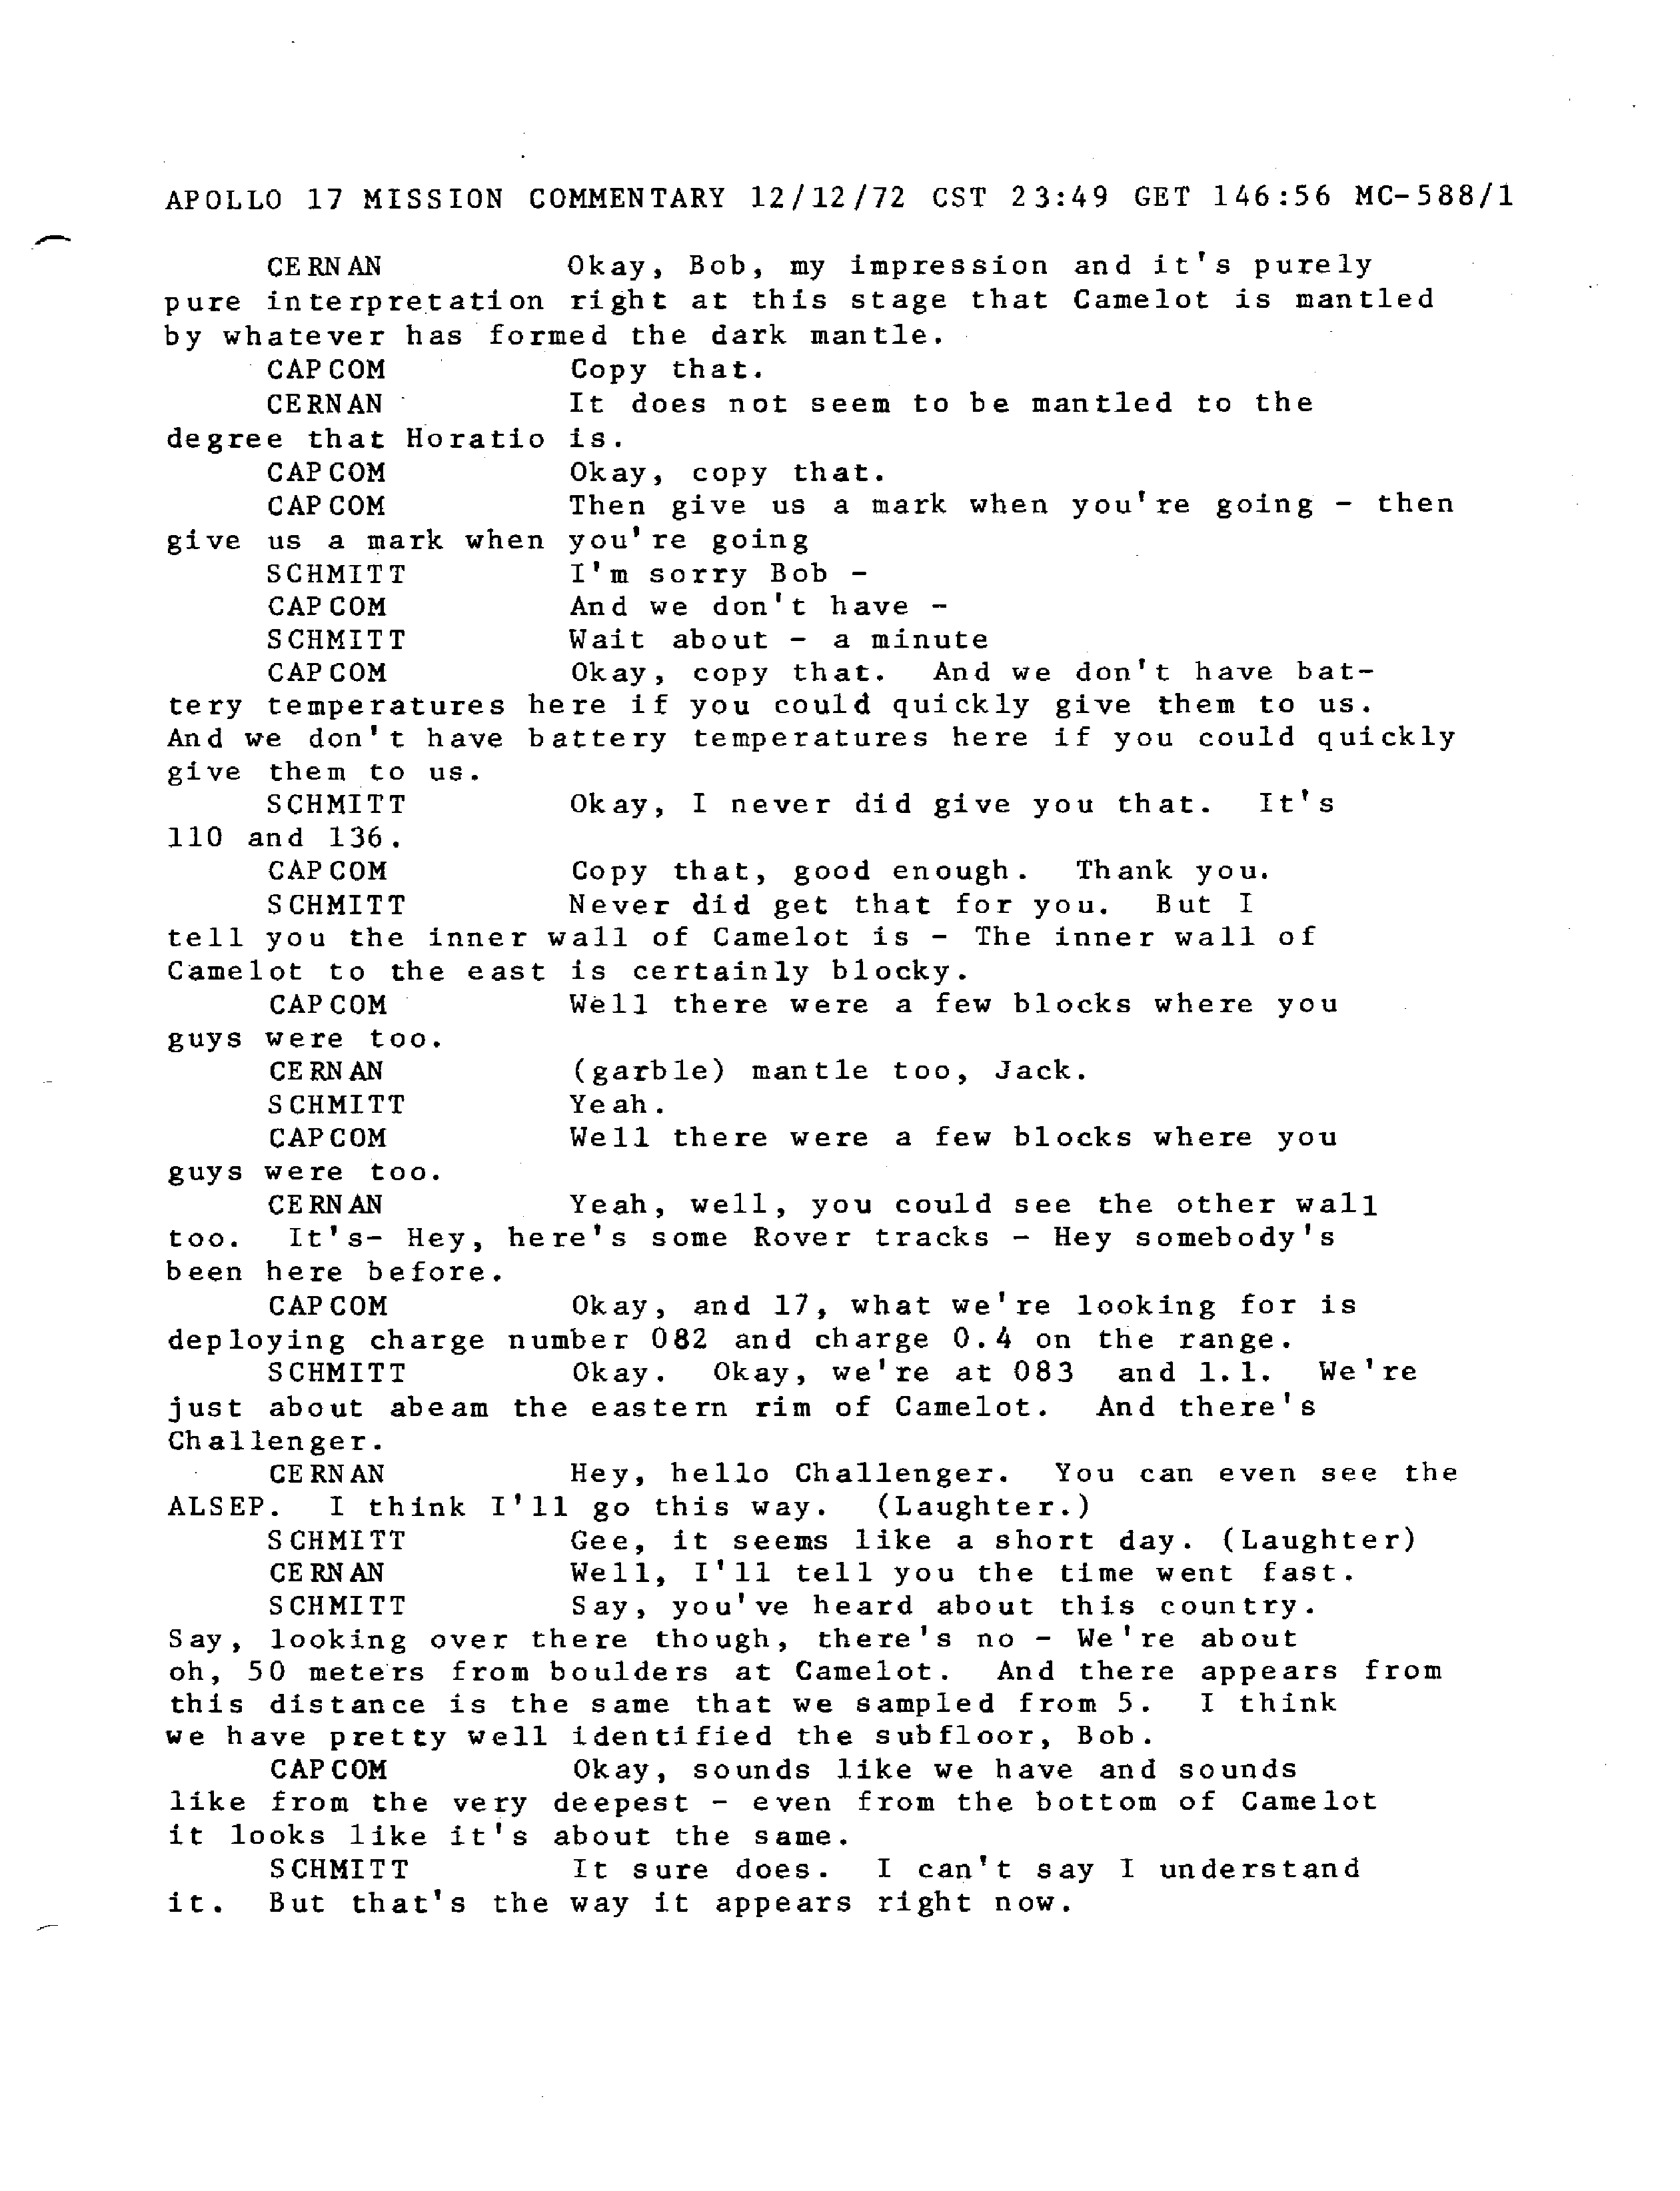 APOLLO 17 MISSION COMMENTARY 12/12/72 CST 23:49 GET 146:56 MC-588/1
CERNAN Okay, Bob, my impression and it's purely
pure interpretation right at this stage that Camelot is mantled
by whatever has formed the dark mantle.
CAPCOM Copy that.
CERNAN It does not seem to be mantled to the
degree that Horatio is.
CAPCOM Okay, copy that.
CAPCOM Then give us a mark when you're going - then
give us a mark when you're going
SCHMITT I'm sorry Bob -
CAPCOM And we don't have -
SCHMITT Wait about - a minute
CAPCOM Okay, copy that. And we don't have bat-
tery temperatures here if you could quickly give them to us.
And we don't have battery temperatures here if you could quickly
give them to us.
SCHMITT Okay, I never did give you that. It's
110 and 136.
CAPCOM Copy that, good enough. Thank you.
SCHMITT Never did get that for you. But I
tell you the inner wall of Camelot is - The inner wall of
Camelot to the east is certainly blocky.
CAPCOM Well there were a few blocks where you
guys were too.
CERNAN (garble) mantle too, Jack.
SCHMITT Yeah.
CAPCOM Well there were a few blocks where you
guys were too.
CERNAN Yeah, well, you could see the other wall
too. It's- Hey, here's some Rover tracks - Hey somebody's
been here before.
CAPCOM Okay, and 17, what we're looking for is
deploying charge number 082 and charge 0.4 on the range.
SCHMITT Okay. Okay, we're at 083 and 1.1. We're
just about abeam the eastern rim of Camelot. And there's
Challenger.
CERNAN Hey, hello Challenger. You can even see the
ALSEP. I think I'll go this way. (Laughter.)
SCHMITT Gee, it seems like a short day. (Laughter)
CERNAN Well, I'll tell you the time went fast.
SCHMITT Say, you've heard about this country.
Say, looking over there though, there's no - We're about
oh, 50 meters from boulders at Camelot. And there appears from
this distance is the same that we sampled from 5. I think
we have pretty well identified the subfloor, Bob.
CAPCOM Okay, sounds like we have and sounds
like from the very deepest - even from the bottom of Camelot
it looks like it's about the same.
SCHMITT It sure does. I can't say I understand
it. But that's the way it appears right now.